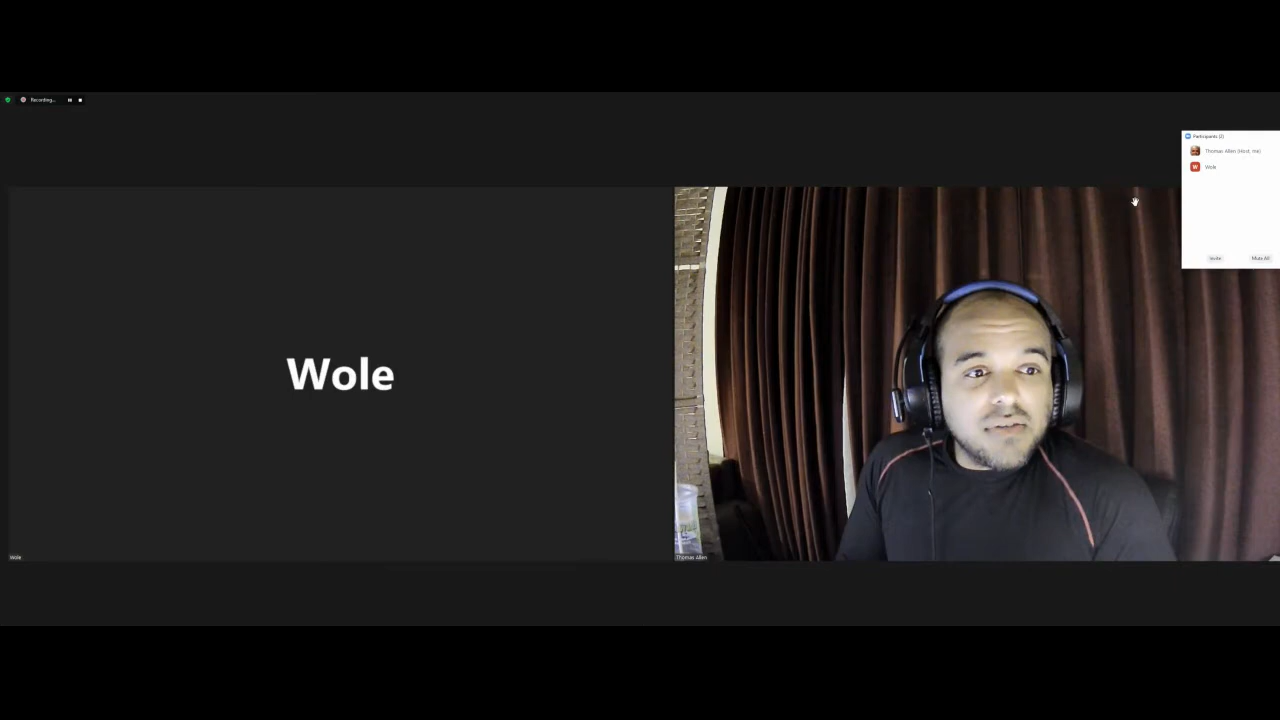 Recording...
Participants (2)
Thomas Allen (Host, me)
W Wole
Invite Mute All
Wole
Wole
Thomas Allen